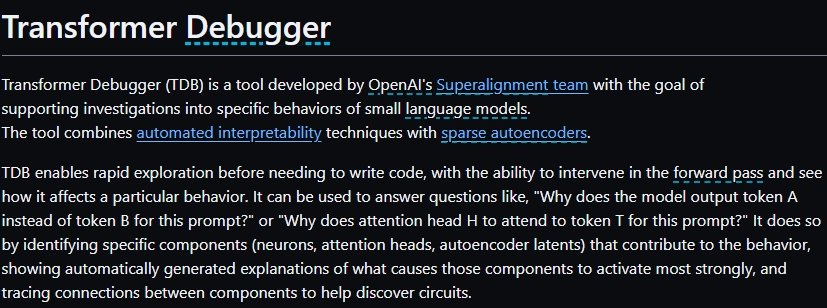 Transformer Debugger
Transformer Debugger (TDB) is a tool developed by OpenAI's Superalignment team with the goal of
supporting investigations into specific behaviors of small language models.
The tool combines automated interpretability techniques with sparse autoencoders.
TDB enables rapid exploration before needing to write code, with the ability to intervene in the forward pass and see
how it affects a particular behavior. It can be used to answer questions like, "Why does the model output token A
instead of token B for this prompt?" or "Why does attention head H to attend to token T for this prompt?" It does so
by identifying specific components (neurons, attention heads, autoencoder latents) that contribute to the behavior,
showing automatically generated explanations of what causes those components to activate most strongly, and
tracing connections between components to help discover circuits.